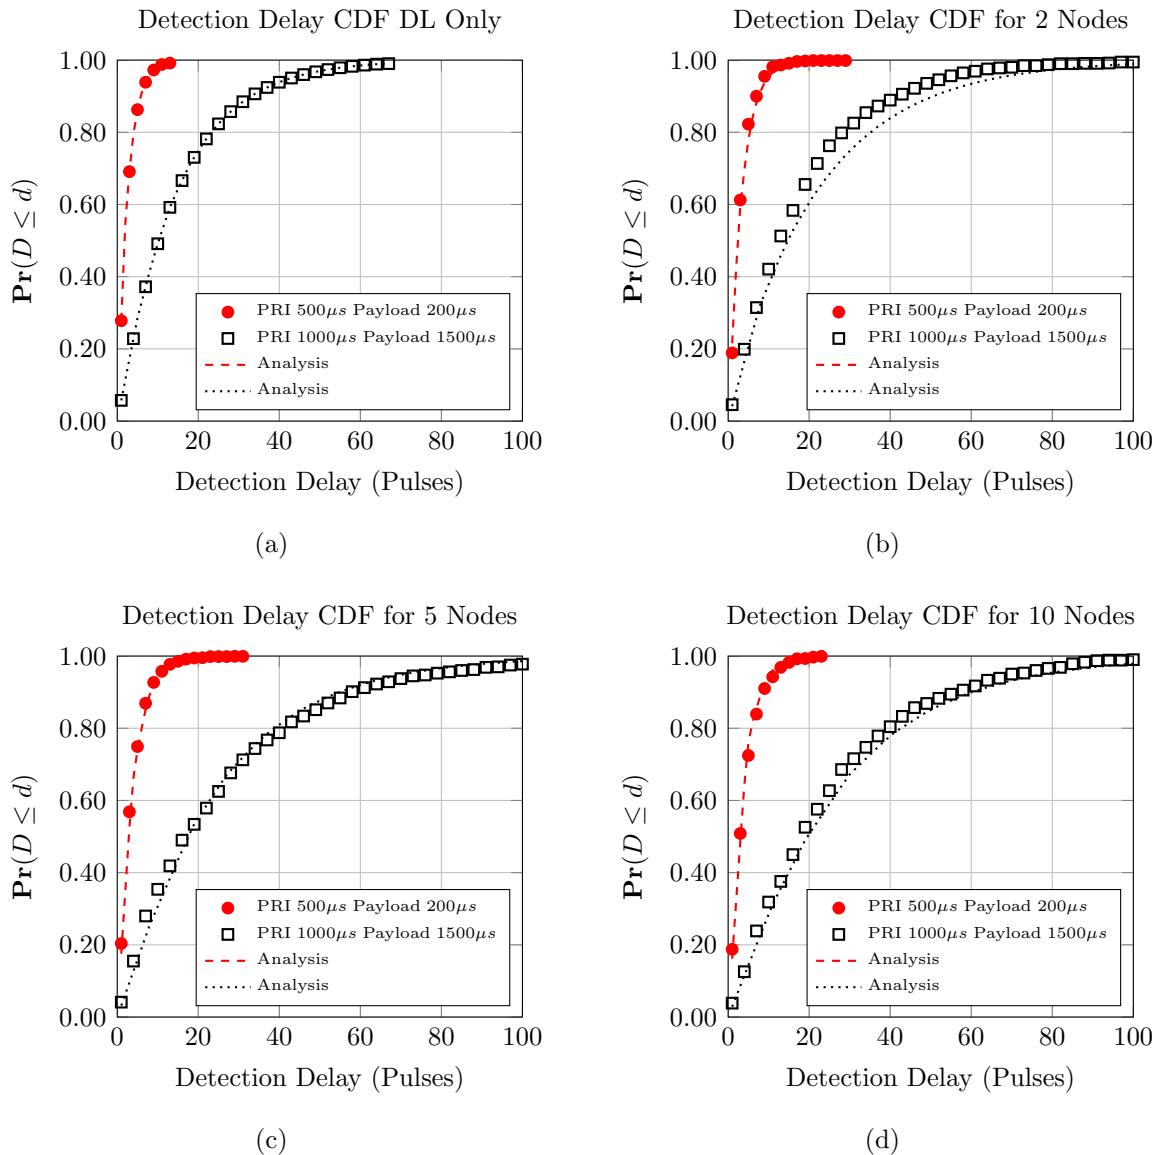 Detection Delay CDF DL Only
1.00
0.80
0.60
0.40
0.20
0.00
Pr(D ≤ d)
PRI 500μs Payload 200μs
PRI 1000μs Payload 1500μs
Analysis
Analysis
0 20 40 60 80 100
Detection Delay (Pulses)
(a)
Detection Delay CDF for 2 Nodes
1.00
0.80
0.60
0.40
0.20
0.00
Pr(D ≤ d)
PRI 500μs Payload 200μs
PRI 1000μs Payload 1500μs
Analysis
Analysis
0 20 40 60 80 100
Detection Delay (Pulses)
(b)
Detection Delay CDF for 5 Nodes
1.00
0.80
0.60
0.40
0.20
0.00
Pr(D ≤ d)
PRI 500μs Payload 200μs
PRI 1000μs Payload 1500μs
Analysis
Analysis
0 20 40 60 80 100
Detection Delay (Pulses)
(c)
Detection Delay CDF for 10 Nodes
1.00
0.80
0.60
0.40
0.20
0.00
Pr(D ≤ d)
PRI 500μs Payload 200μs
PRI 1000μs Payload 1500μs
Analysis
Analysis
0 20 40 60 80 100
Detection Delay (Pulses)
(d)